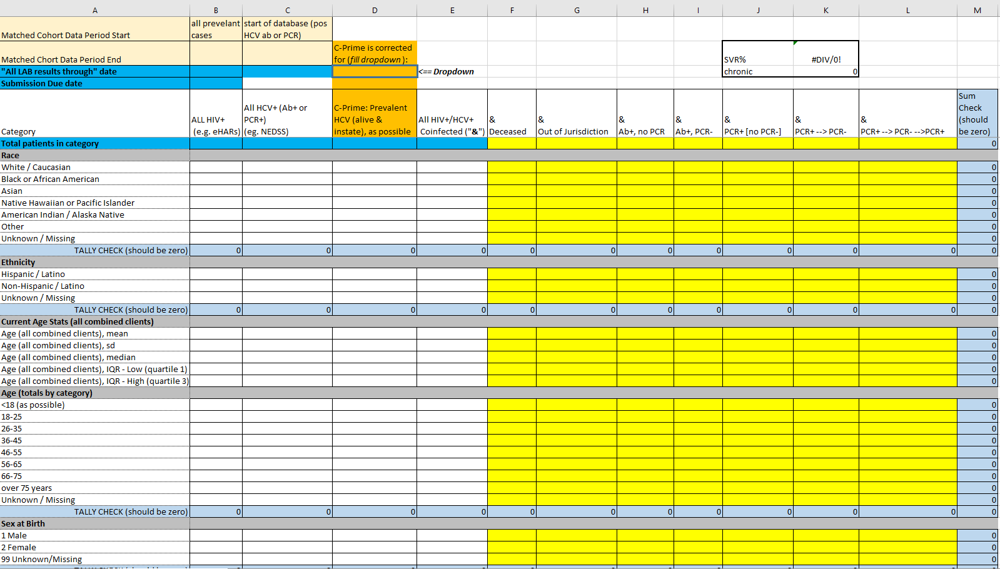 A B C D E F G H I J K L M
all prevelant start of database (pos
Matched Cohort Data Period Start cases HCV ab or PCR)
C-Prime is corrected
Matched Chort Data Period End for (fill dropdown ): SVR% #DIV/0!
"All LAB results through" date <== Dropdown chronic 0
Submission Due date
Sum
All HCV+ (Ab+ or C-Prime: Prevalent Check
ALL HIV+ PCR+) HCV (alive & All HIV+/HCV+ & & & & & & & (should
Category (e.g. eHARs) (eg. NEDSS) instate), as possible Coinfected ("&") Deceased Out of Jurisdiction Ab+, no PCR Ab+, PCR- PCR+ [no PCR-] PCR+ --> PCR- PCR+ --> PCR- -->PCR+ be zero)
Total patients in category 0
Race
White / Caucasian 0
Black or African American 0
Asian 0
Native Hawaiian or Pacific Islander 0
American Indian / Alaska Native 0
Other 0
Unknown / Missing 0
TALLY CHECK (should be zero) 0 0 0 0 0 0 0 0 0 0 0 0
Ethnicity
Hispanic / Latino 0
Non-Hispanic / Latino 0
Unknown / Missing 0
TALLY CHECK (should be zero) 0 0 0 0 0 0 0 0 0 0 0 0
Current Age Stats (all combined clients)
Age (all combined clients), mean 0
Age (all combined clients), sd 0
Age (all combined clients), median 0
Age (all combined clients), IQR - Low (quartile 1) 0
Age (all combined clients), IQR - High (quartile 3) 0
Age (totals by category)
<18 (as possible) 0
18-25 0
26-35 0
36-45 0
46-55 0
56-65 0
66-75 0
over 75 years 0
Unknown / Missing 0
TALLY CHECK (should be zero) 0 0 0 0 0 0 0 0 0 0 0 0
Sex at Birth
1 Male 0
2 Female 0
99 Unknown/Missing 0